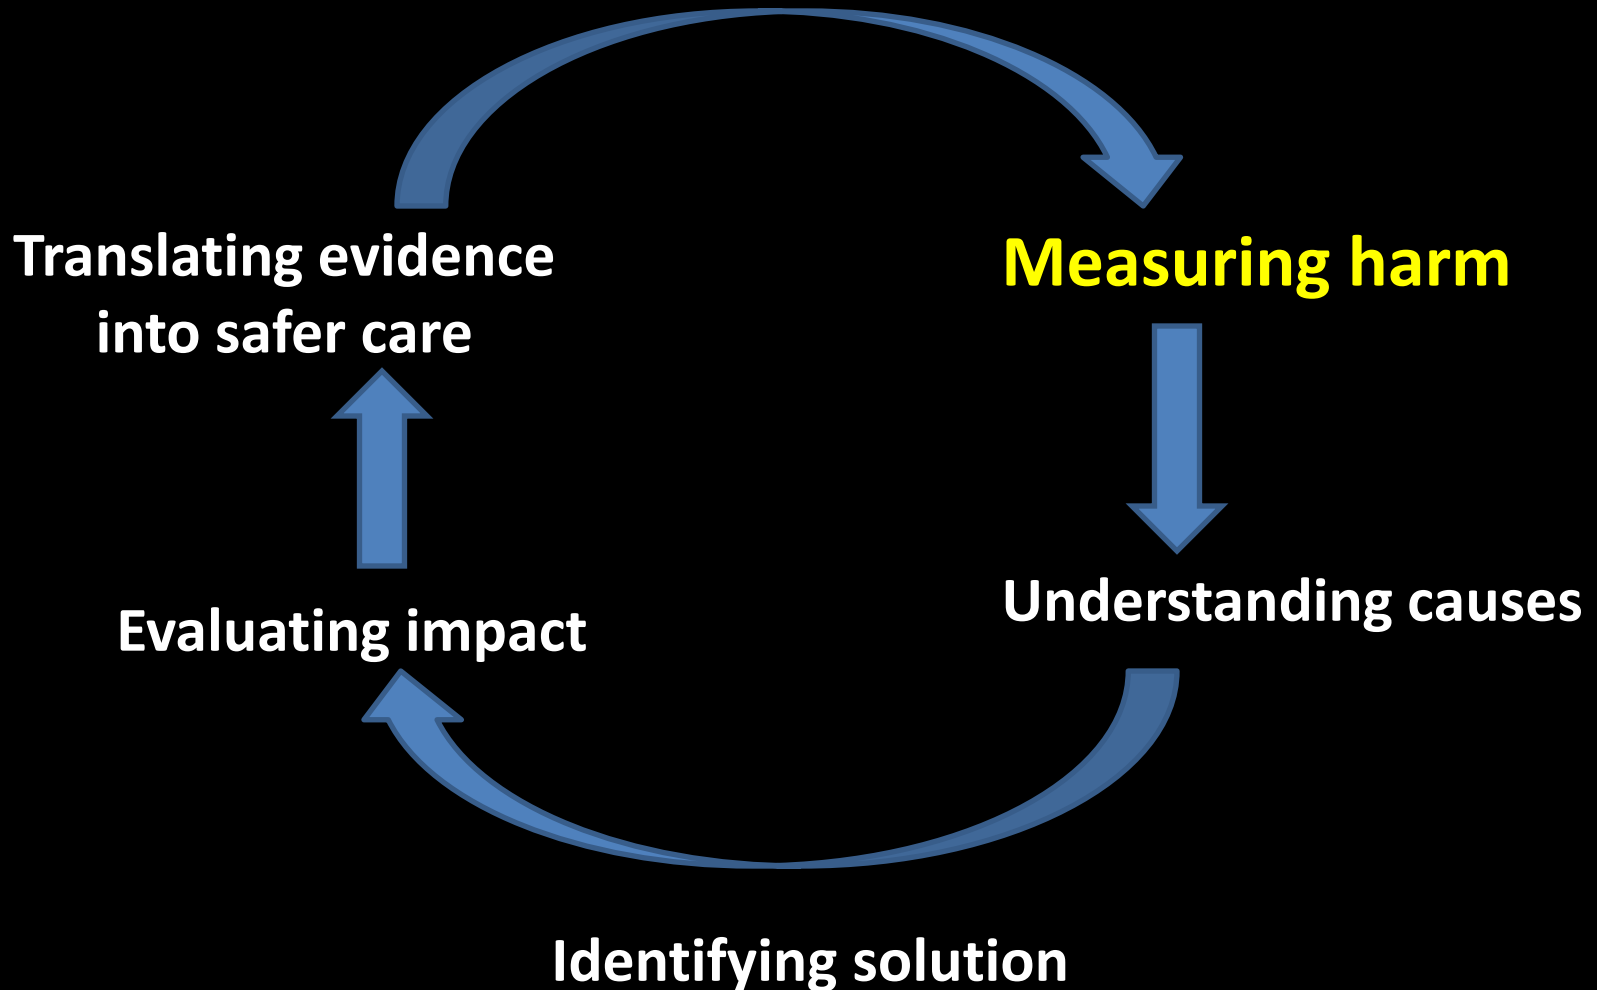 Translating evidence
into safer care
Measuring harm
Understanding causes
Evaluating impact
Identifying solution